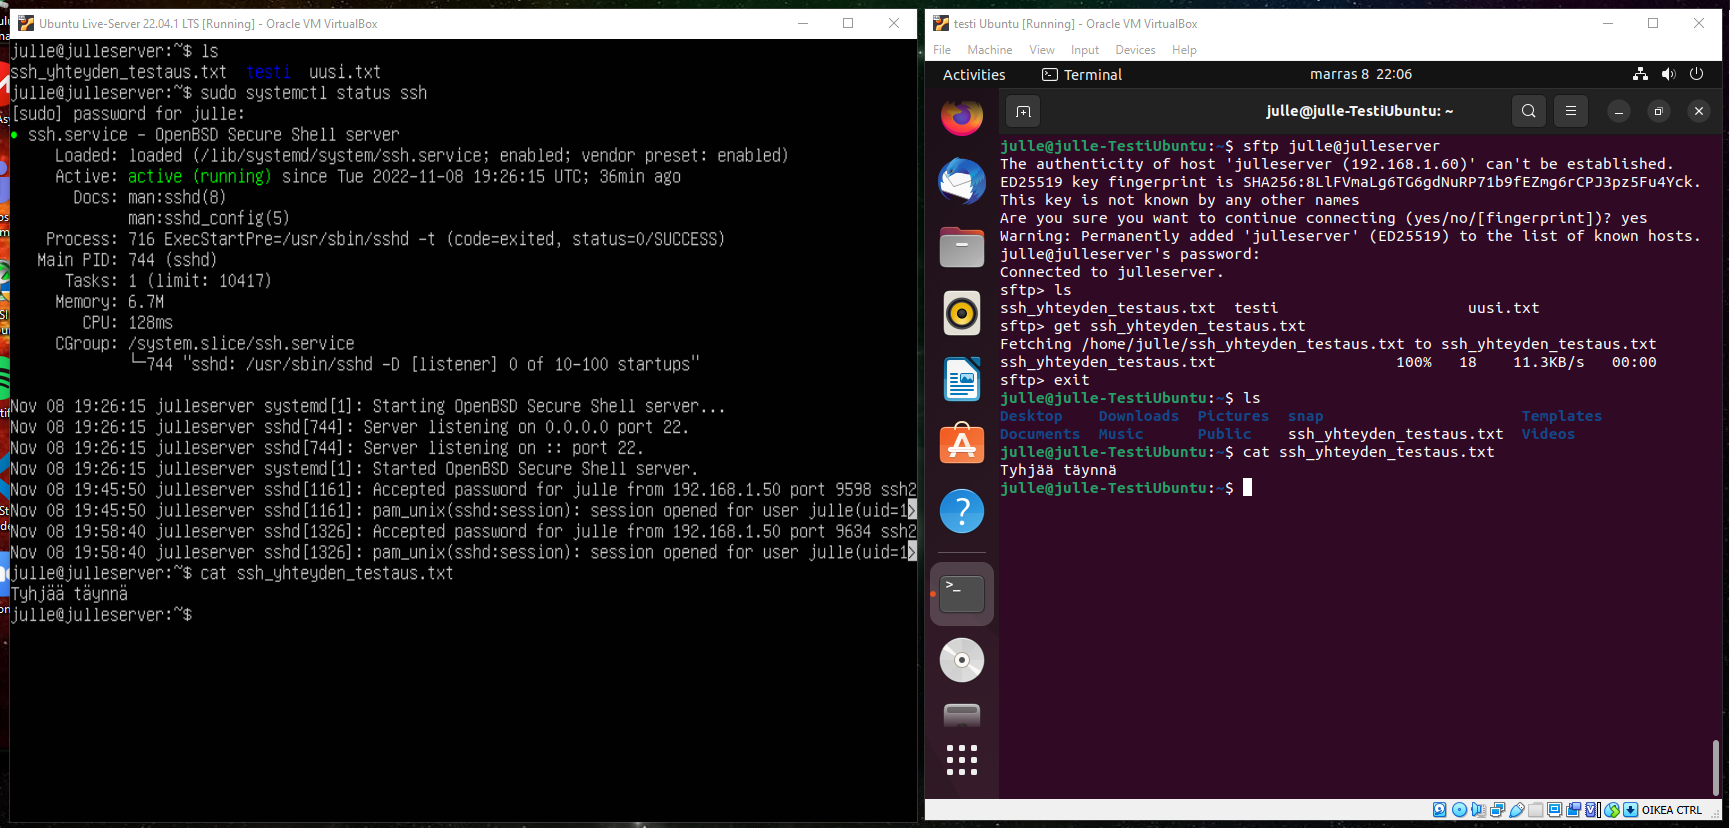 Ubuntu Live-Server 22.04.1 LTS [Running] - Oracle VM VirtualBox
julle@julleserver:~$ ls
ssh_yhteyden_testaus.txt  testi  uusi.txt
julle@julleserver:~$ sudo systemctl status ssh
[sudo] password for julle:
● ssh.service - OpenBSD Secure Shell server
     Loaded: loaded (/lib/systemd/system/ssh.service; enabled; vendor preset: enabled)
     Active: active (running) since Tue 2022-11-08 19:26:15 UTC; 36min ago
       Docs: man:sshd(8)
             man:sshd_config(5)
    Process: 716 ExecStartPre=/usr/sbin/sshd -t (code=exited, status=0/SUCCESS)
   Main PID: 744 (sshd)
      Tasks: 1 (limit: 10417)
     Memory: 6.7M
        CPU: 128ms
     CGroup: /system.slice/ssh.service
             └─744 "sshd: /usr/sbin/sshd -D [listener] 0 of 10-100 startups"
Nov 08 19:26:15 julleserver systemd[1]: Starting OpenBSD Secure Shell server...
Nov 08 19:26:15 julleserver sshd[744]: Server listening on 0.0.0.0 port 22.
Nov 08 19:26:15 julleserver sshd[744]: Server listening on :: port 22.
Nov 08 19:26:15 julleserver systemd[1]: Started OpenBSD Secure Shell server.
Nov 08 19:45:50 julleserver sshd[1161]: Accepted password for julle from 192.168.1.50 port 9598 ssh2
Nov 08 19:45:50 julleserver sshd[1161]: pam_unix(sshd:session): session opened for user julle(uid=1>
Nov 08 19:58:40 julleserver sshd[1326]: Accepted password for julle from 192.168.1.50 port 9634 ssh2
Nov 08 19:58:40 julleserver sshd[1326]: pam_unix(sshd:session): session opened for user julle(uid=1>
julle@julleserver:~$ cat ssh_yhteyden_testaus.txt
Tyhjää täynnä
julle@julleserver:~$
testi Ubuntu [Running] - Oracle VM VirtualBox
File Machine View Input Devices Help
Activities Terminal marras 8 22:06
julle@julle-TestiUbuntu: ~
julle@julle-TestiUbuntu:~$ sftp julle@julleserver
The authenticity of host 'julleserver (192.168.1.60)' can't be established.
ED25519 key fingerprint is SHA256:8LlFVmaLg6TG6gdNuRP71b9fEZmg6rCPJ3pz5Fu4Yck.
This key is not known by any other names
Are you sure you want to continue connecting (yes/no/[fingerprint])? yes
Warning: Permanently added 'julleserver' (ED25519) to the list of known hosts.
julle@julleserver's password:
Connected to julleserver.
sftp> ls
ssh_yhteyden_testaus.txt  testi                     uusi.txt
sftp> get ssh_yhteyden_testaus.txt
Fetching /home/julle/ssh_yhteyden_testaus.txt to ssh_yhteyden_testaus.txt
ssh_yhteyden_testaus.txt                    100%   18    11.3KB/s   00:00
sftp> exit
julle@julle-TestiUbuntu:~$ ls
Desktop    Downloads  Pictures  snap                      Templates
Documents  Music      Public    ssh_yhteyden_testaus.txt  Videos
julle@julle-TestiUbuntu:~$ cat ssh_yhteyden_testaus.txt
Tyhjää täynnä
julle@julle-TestiUbuntu:~$
OIKEA CTRL